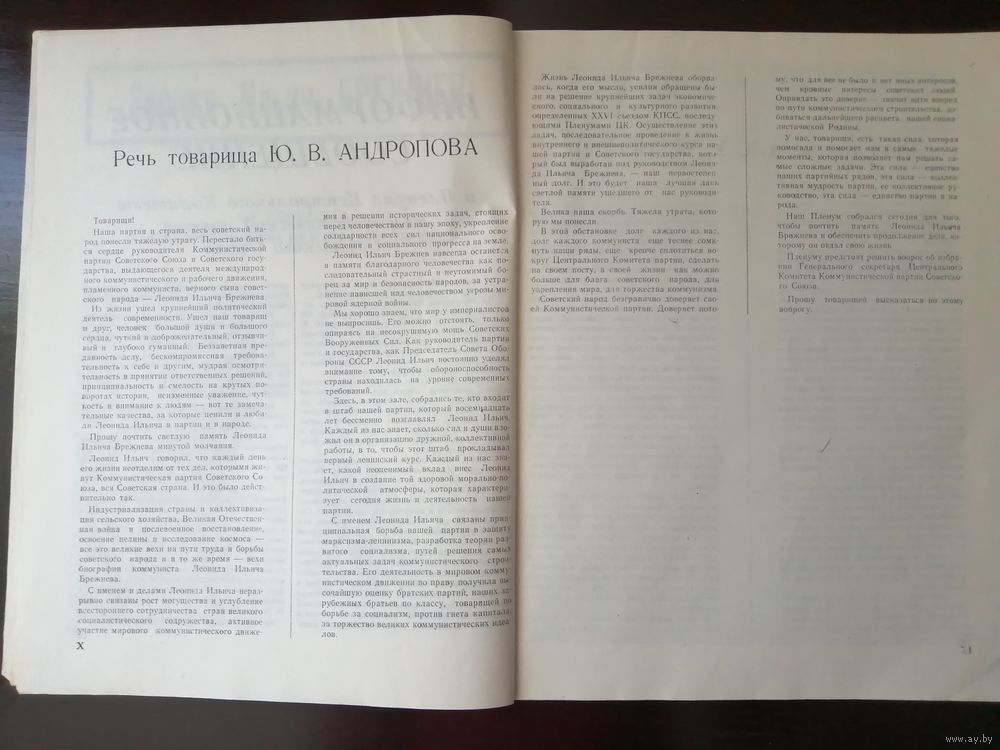 Речь товарища Ю. В. АНДРОПОВА
Товарищи!
Наша партия и страна, весь советский на-
род понесли тяжелую утрату. Перестало бить-
ся сердце руководителя Коммунистической
партии Советского Союза и Советского госу-
дарства, выдающегося деятеля международ-
ного коммунистического и рабочего движения,
пламенного коммуниста, верного сына совет-
ского народа — Леонида Ильича Брежнева.
Из жизни ушел крупнейший политический
деятель современности. Ушел наш товарищ
и друг, человек большой души и большого
сердца, чуткий и доброжелательный, отзывчи-
вый и глубоко гуманный. Беззаветная пре-
данность делу, бескомпромиссная требова-
тельность к себе и другим, мудрая осмотри-
тельность в принятии ответственных решений,
принципиальность и смелость на крутых по-
воротах истории, неизменные уважение, чут-
кость и внимание к людям — вот те замеча-
тельные качества, за которые ценили и люби-
ли Леонида Ильича в партии и в народе.
Прошу почтить светлую память Леонида
Ильича Брежнева минутой молчания.
Леонид Ильич говорил, что каждый день
его жизни неотделим от тех дел, которыми жи-
вут Коммунистическая партия Советского Со-
юза, вся Советская страна. И это было дейст-
вительно так.
Индустриализация страны и коллективиза-
ция сельского хозяйства, Великая Отечествен-
ная война и послевоенное восстановление,
освоение целины и исследование космоса —
все это великие вехи на пути труда и борьбы
советского народа и в то же время — вехи
биографии коммуниста Леонида Ильича
Брежнева.
С именем и делами Леонида Ильича нераз-
рывно связаны рост могущества и углубление
всестороннего сотрудничества стран великого
социалистического содружества, активное
участие мирового коммунистического движе-
ния в решении исторических задач, стоящих
перед человечеством в нашу эпоху, укрепление
солидарности всех сил национального осво-
бождения и социального прогресса на земле.
Леонид Ильич Брежнев навсегда останется
в памяти благодарного человечества как по-
следовательный страстный и неутомимый бо-
рец за мир и безопасность народов, за устра-
нение нависшей над человечеством угрозы ми-
ровой ядерной войны.
Мы хорошо знаем, что мир у империалистов
не выпросишь. Его можно отстоять, только
опираясь на несокрушимую мощь Советских
Вооруженных Сил. Как руководитель партии
и государства, как Председатель Совета Обо-
роны СССР Леонид Ильич постоянно уделял
внимание тому, чтобы обороноспособность
страны находилась на уровне современных
требований.
Здесь, в этом зале, собрались те, кто входит
в штаб нашей партии, который восемнадцать
лет бессменно возглавлял Леонид Ильич.
Каждый из нас знает, сколько сил и души вло-
жил он в организацию дружной, коллективной
работы, в то, чтобы этот штаб прокладывал
верный ленинский курс. Каждый из нас зна-
ет, какой неоценимый вклад внес Леонид
Ильич в создание той здоровой морально-по-
литической атмосферы, которая характери-
зует сегодня жизнь и деятельность нашей
партии.
С именем Леонида Ильича связаны прин-
ципиальная борьба нашей партии в защиту
марксизма-ленинизма, разработка теории раз-
витого социализма, путей решения самых
актуальных задач коммунистического строи-
тельства. Его деятельность в мировом комму-
нистическом движении по праву получила вы-
сочайшую оценку братских партий, наших за-
рубежных братьев по классу, товарищей по
борьбе за социализм, против гнета капитала,
за торжество великих коммунистических идеа-
лов.
X
Жизнь Леонида Ильича Брежнева оборва-
лась, когда его мысли, усилия обращены бы-
ли на решение крупнейших задач экономиче-
ского, социального и культурного развития,
определенных XXVI съездом КПСС, последу-
ющими Пленумами ЦК. Осуществление этих
задач, последовательное проведение в жизнь
внутреннего и внешнеполитического курса на-
шей партии и Советского государства, кото-
рый был выработан под руководством Леони-
да Ильича Брежнева, — наш первостепен-
ный долг. И это будет наша лучшая дань
светлой памяти ушедшего от нас руководи-
теля.
Велика наша скорбь. Тяжела утрата, кото-
рую мы понесли.
В этой обстановке долг каждого из нас,
долг каждого коммуниста еще теснее сомк-
нуть наши ряды, еще крепче сплотиться во-
круг Центрального Комитета партии, сделать
на своем посту, в своей жизни как можно
больше для блага советского народа, для
укрепления мира, для торжества коммунизма.
Советский народ безгранично доверяет сво-
ей Коммунистической партии. Доверяет пото-
му, что для нее не было и нет иных интересов,
чем кровные интересы советских людей.
Оправдать это доверие — значит идти вперед
по пути коммунистического строительства, до-
биваться дальнейшего расцвета нашей социа-
листической Родины.
У нас, товарищи, есть такая сила, которая
помогала и помогает нам в самые тяжелые
моменты, которая позволяет нам решать са-
мые сложные задачи. Эта сила — единство
наших партийных рядов, эта сила — коллек-
тивная мудрость партии, ее коллективное ру-
ководство, эта сила — единство партии и на-
рода.
Наш Пленум собрался сегодня для того,
чтобы почтить память Леонида Ильича
Брежнева и обеспечить продолжение дела, ко-
торому он отдал свою жизнь.
Пленуму предстоит решить вопрос об избра-
нии Генерального секретаря Центрального
Комитета Коммунистической партии Советско-
го Союза.
Прошу товарищей высказаться по этому
вопросу.
www.ay.by